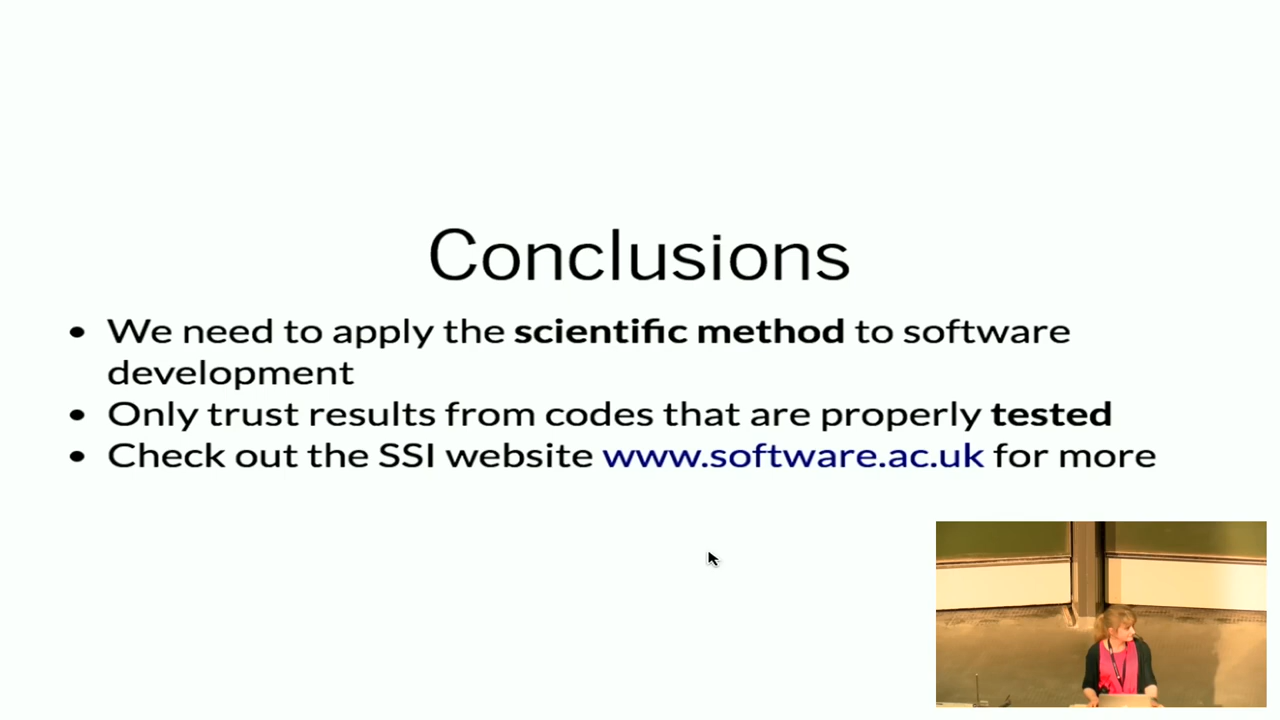 Conclusions
• We need to apply the scientific method to software
development
• Only trust results from codes that are properly tested
• Check out the SSI website www.software.ac.uk for more